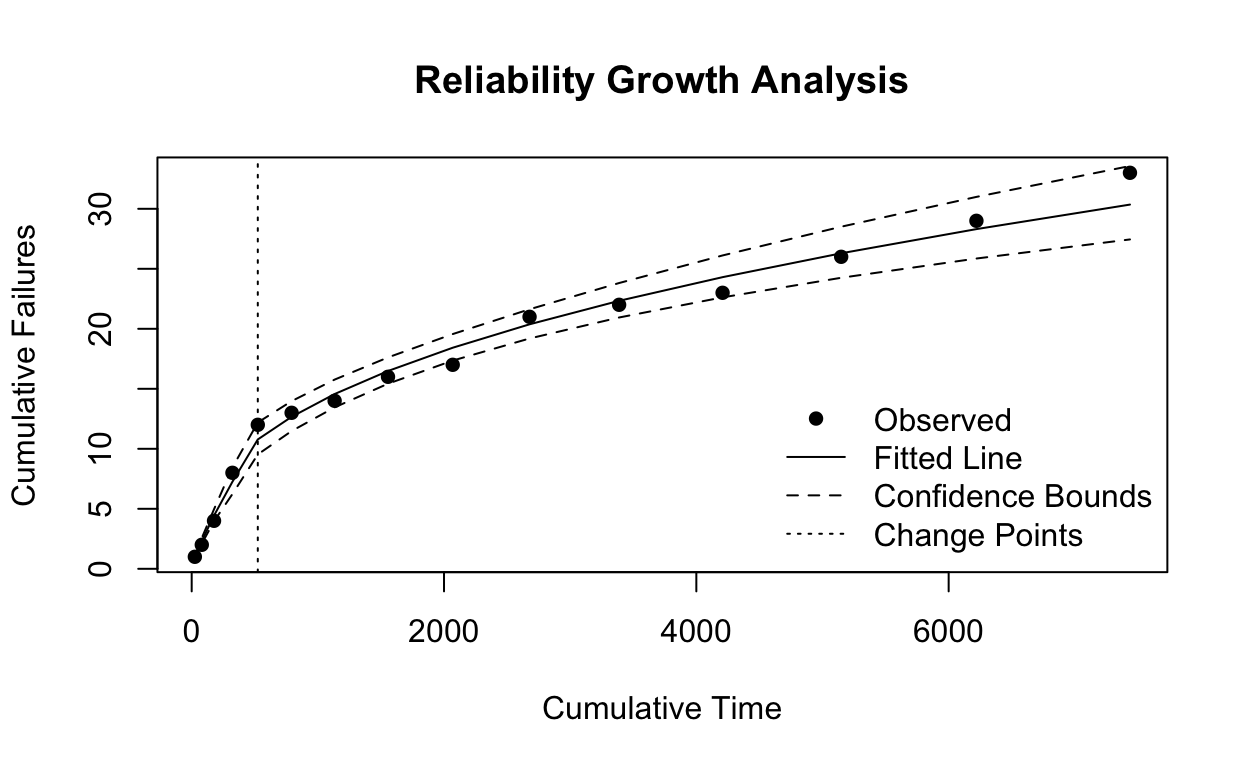 Reliability Growth Analysis
Cumulative Failures
30
20
10
5
0
Observed
Fitted Line
Confidence Bounds
Change Points
0 2000 4000 6000
Cumulative Time